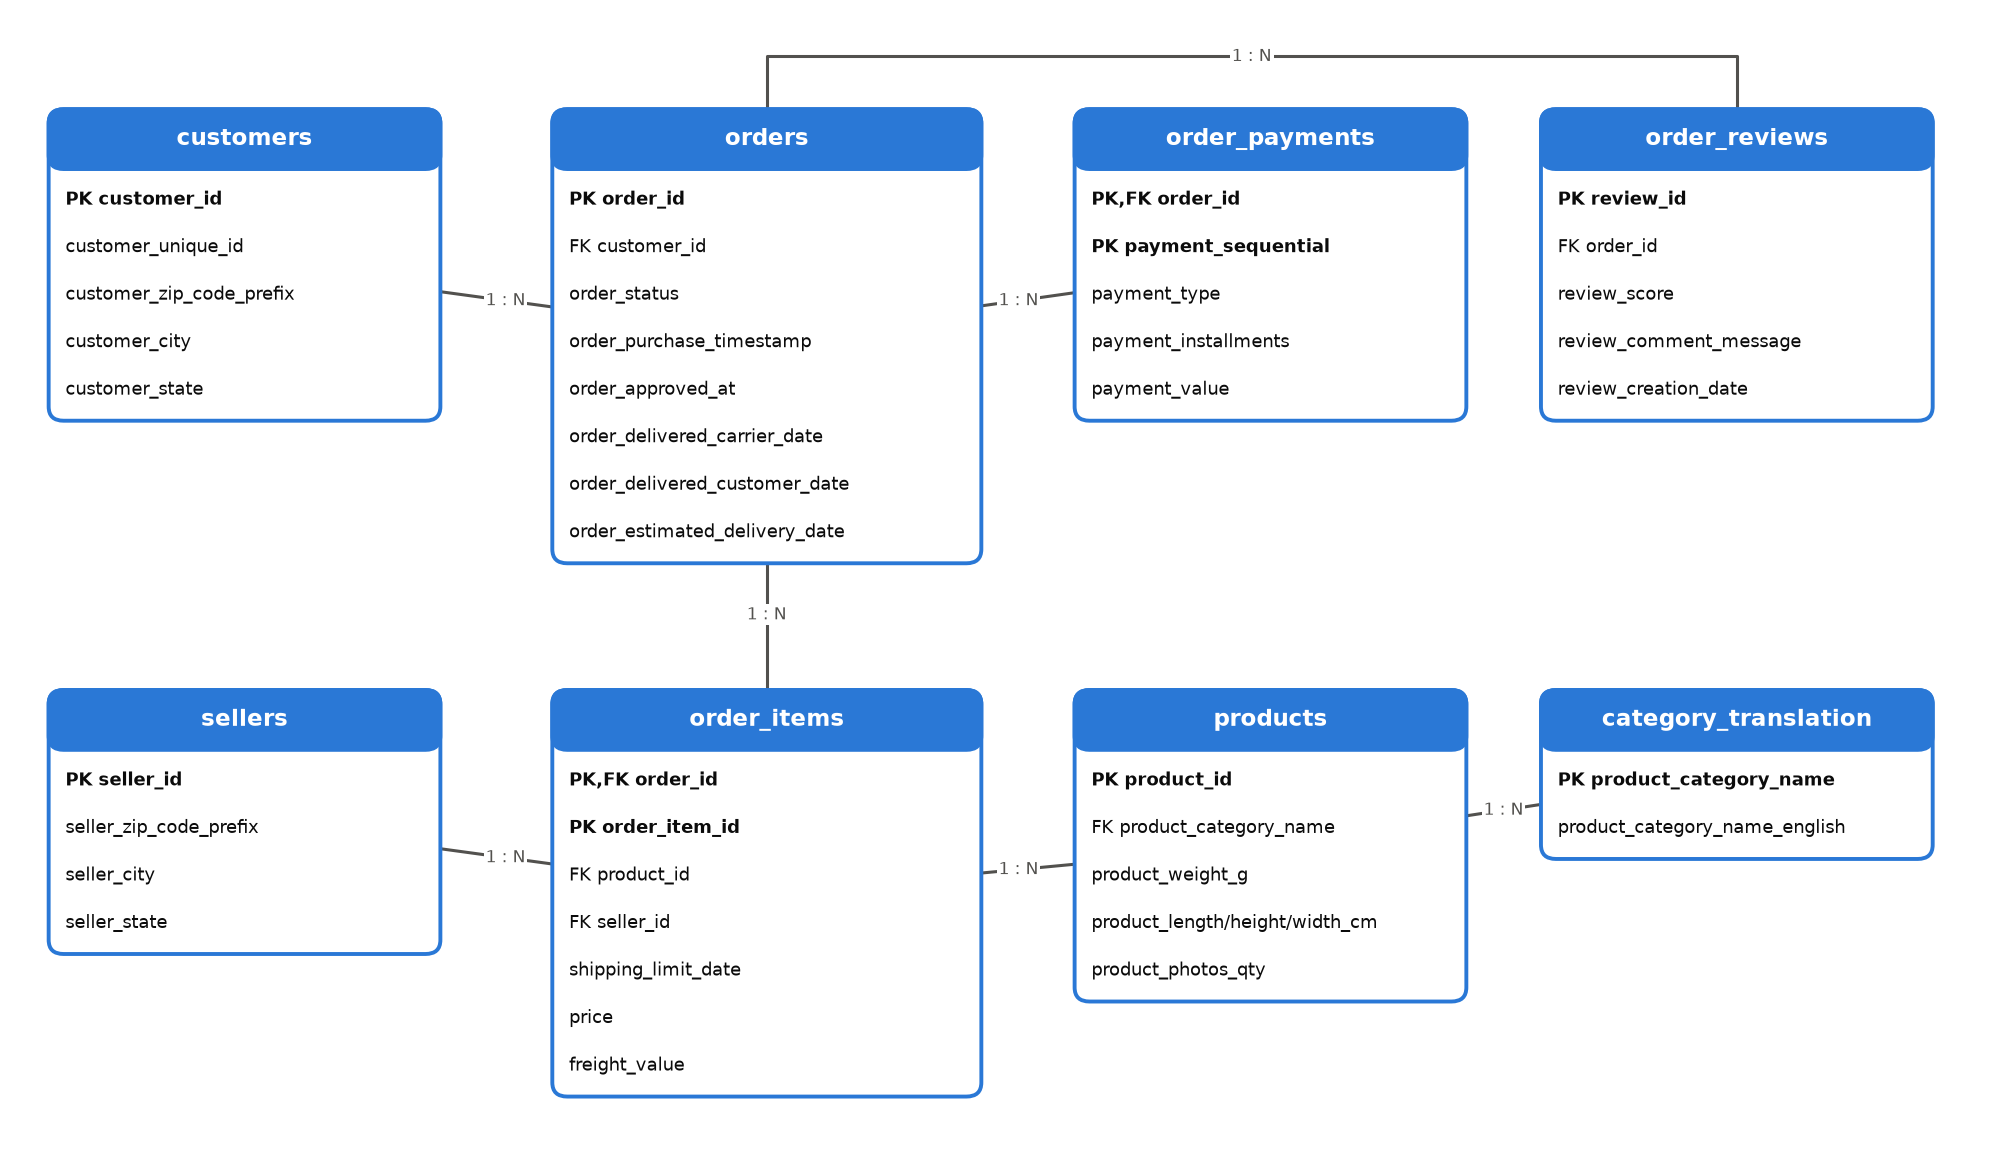 1 : N
customers
PK customer_id
customer_unique_id
customer_zip_code_prefix
customer_city
customer_state
1 : N
orders
PK order_id
FK customer_id
order_status
order_purchase_timestamp
order_approved_at
order_delivered_carrier_date
order_delivered_customer_date
order_estimated_delivery_date
1 : N
order_payments
PK,FK order_id
PK payment_sequential
payment_type
payment_installments
payment_value
order_reviews
PK review_id
FK order_id
review_score
review_comment_message
review_creation_date
1 : N
sellers
PK seller_id
seller_zip_code_prefix
seller_city
seller_state
1 : N
order_items
PK,FK order_id
PK order_item_id
FK product_id
FK seller_id
shipping_limit_date
price
freight_value
1 : N
products
PK product_id
FK product_category_name
product_weight_g
product_length/height/width_cm
product_photos_qty
1 : N
category_translation
PK product_category_name
product_category_name_english